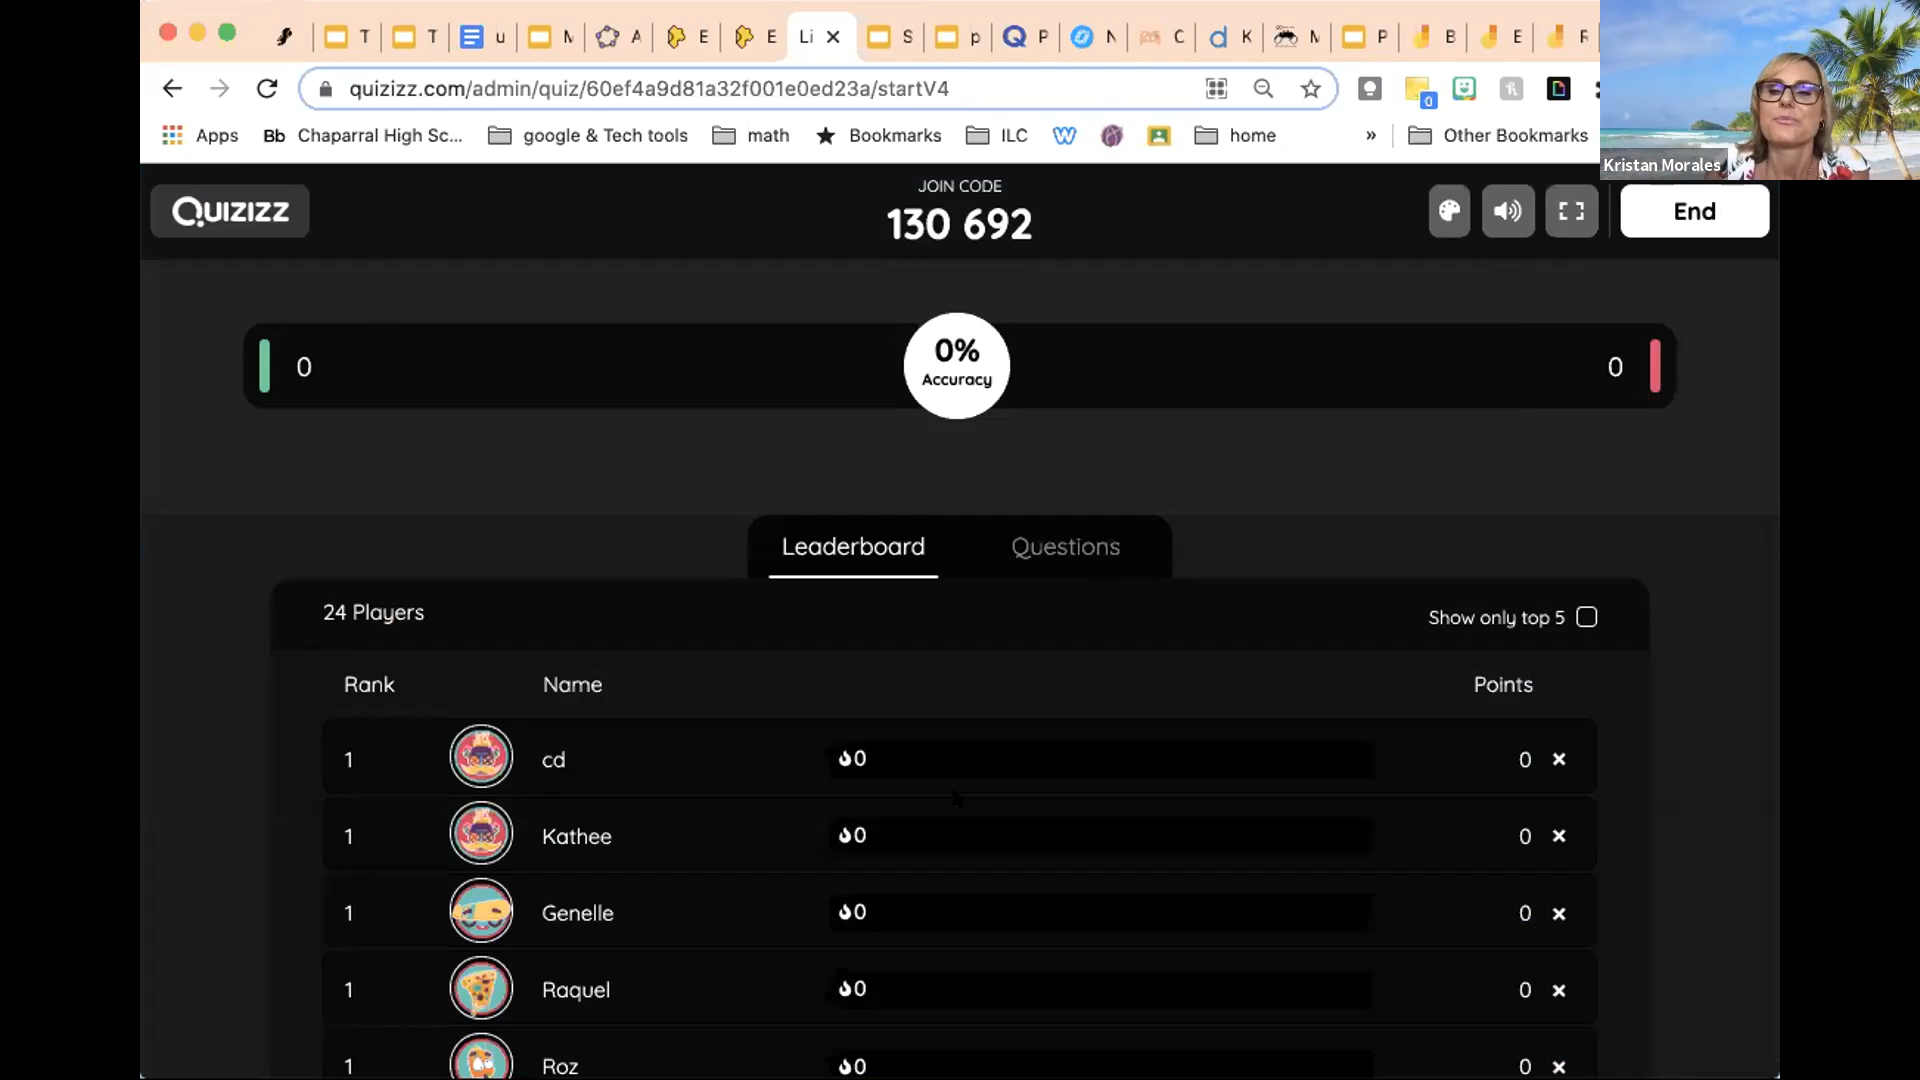 T
T
u
M
A
E
E
Li
S
p
P
N
C
K
M
P
B
E
F
quizizz.com/admin/quiz/60ef4a9d81a32f001e0ed23a/startV4
0
Apps
Bb Chaparral High Sc...
google & Tech tools
math
Bookmarks
ILC
home
»
Other Bookmarks
Kristan Morales
QUIZIZZ
JOIN CODE
130 692
End
0
0%
Accuracy
0
Leaderboard
Questions
24 Players
Show only top 5
Rank Name Points
1 cd 0 0
1 Kathee 0 0
1 Genelle 0 0
1 Raquel 0 0
1 Roz 0 0